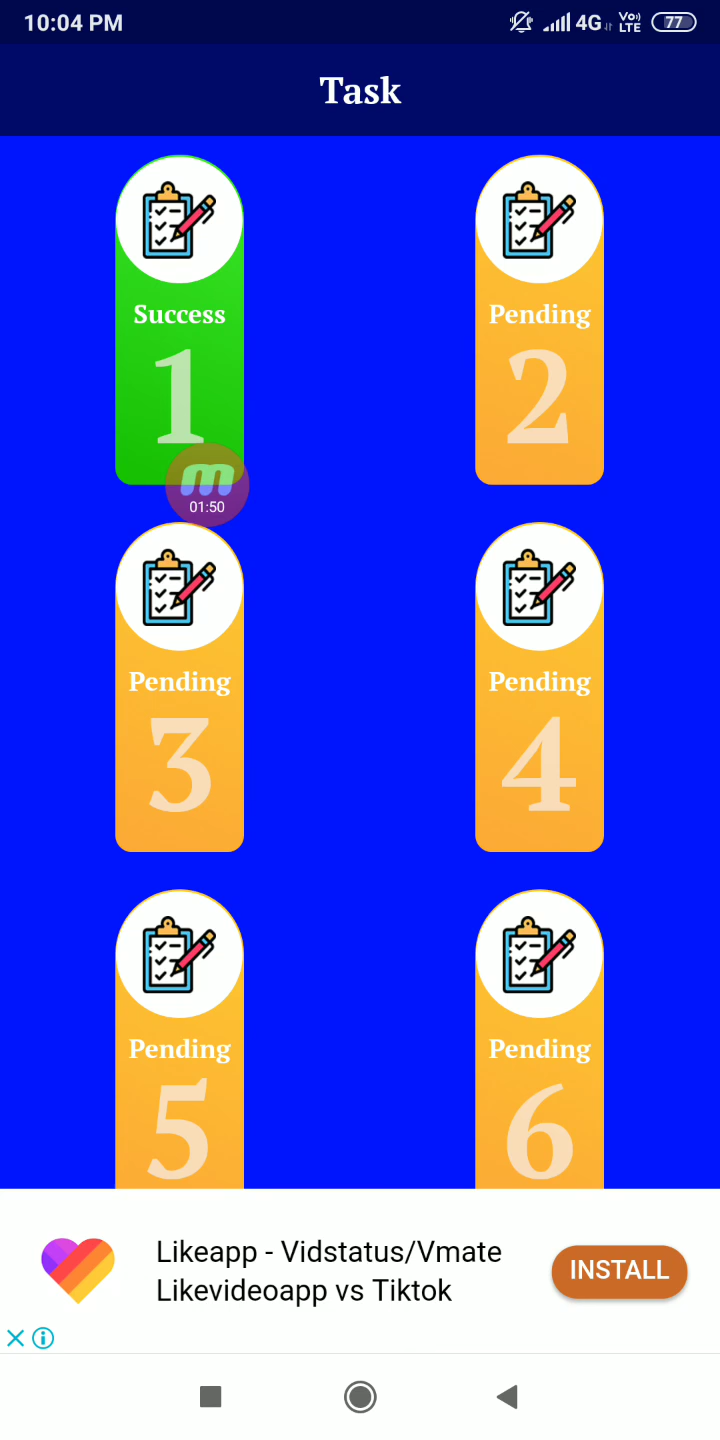 10:04 PM 4G Vo)) LTE 77
Task
Success
1
Pending
2
m
01:50
Pending
3
Pending
4
Pending
5
Pending
6
Likeapp - Vidstatus/Vmate
Likevideoapp vs Tiktok
INSTALL